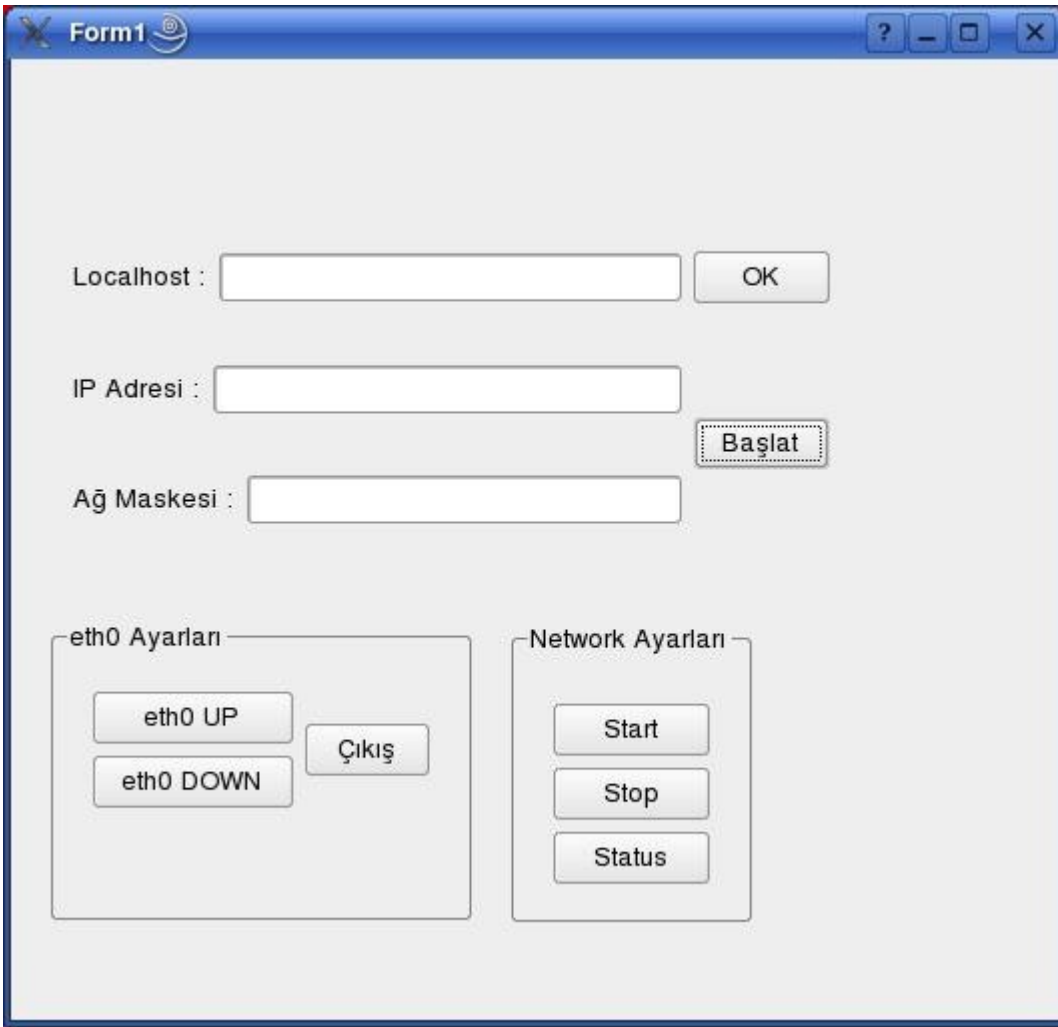 Form1
Localhost :
OK
IP Adresi :
Başlat
Ağ Maskesi :
eth0 Ayarları
eth0 UP
eth0 DOWN
Çıkış
Network Ayarları
Start
Stop
Status